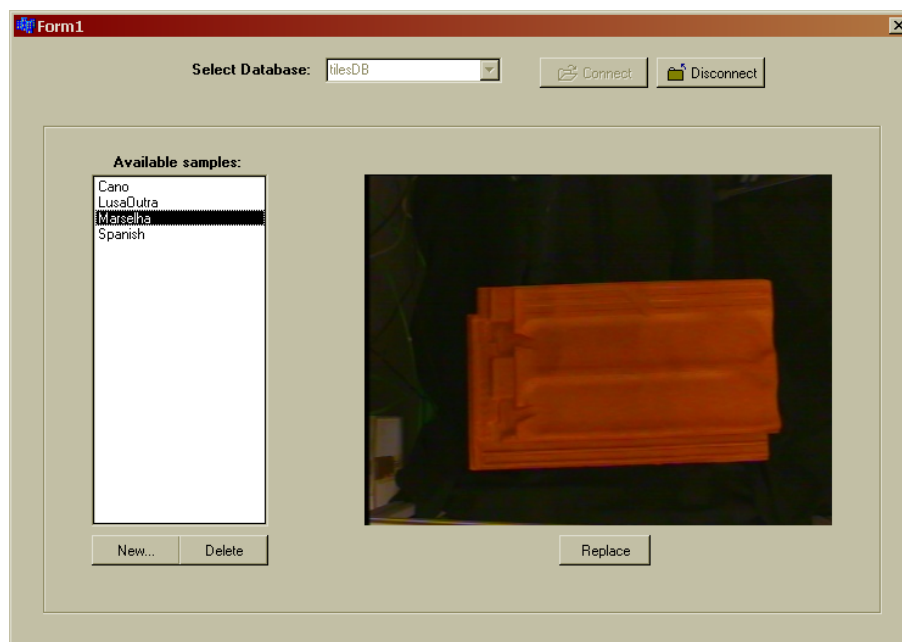 Form1
Select Database: tilesDB Connect Disconnect
Available samples:
Cano
LusaOutra
Marselha
Spanish
New... Delete Replace